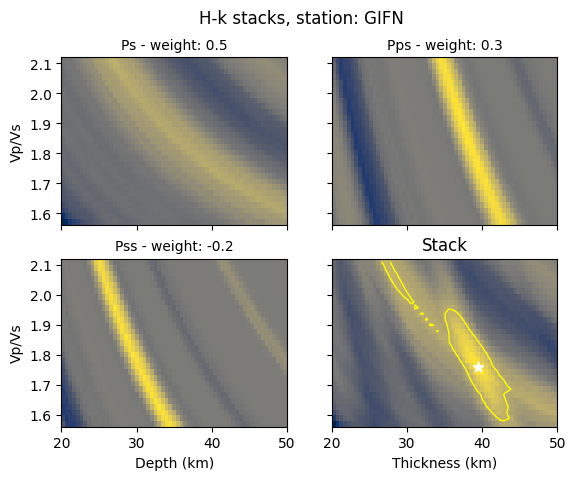 H-k stacks, station: GIFN
Ps - weight: 0.5
Pps - weight: 0.3
2.1
2.0
1.9
1.8
1.7
1.6
Vp/Vs
Pss - weight: -0.2
Stack
2.1
2.0
1.9
1.8
1.7
1.6
Vp/Vs
20 30 40 50
20 30 40 50
Depth (km)
Thickness (km)